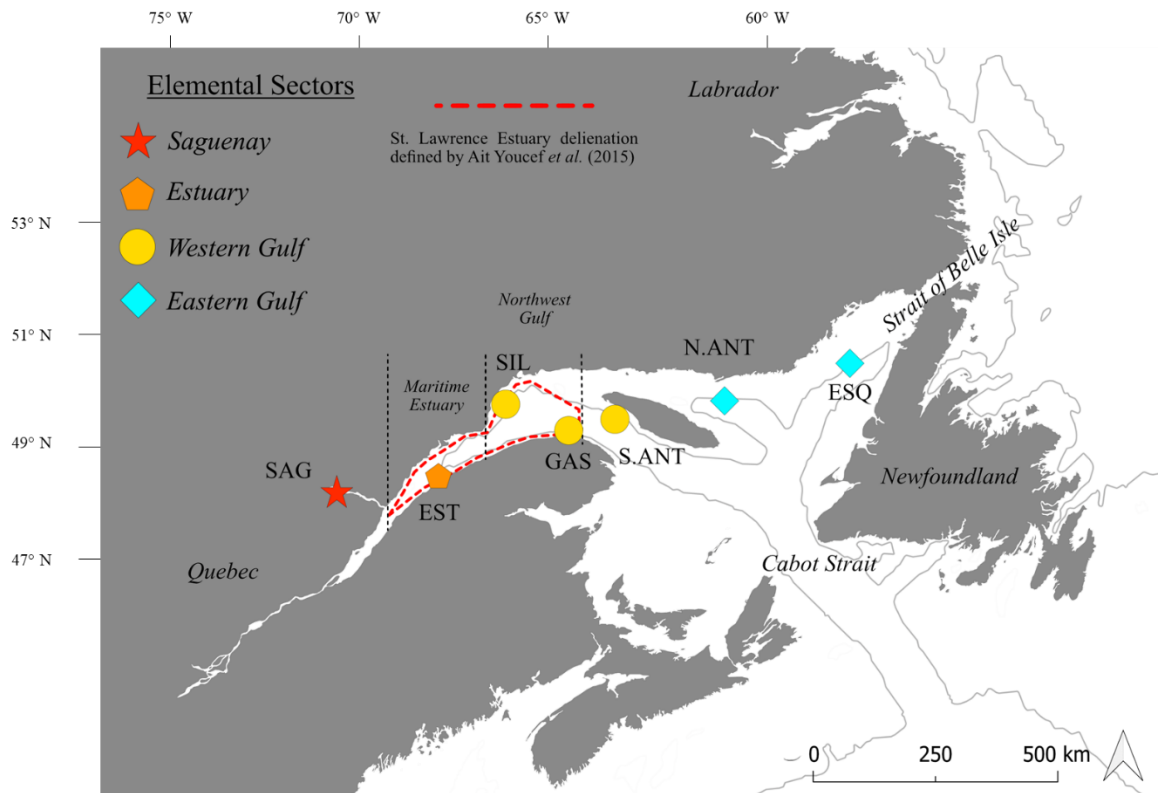 75° W
70° W
65° W
60° W
Elemental Sectors
Saguenay
Estuary
Western Gulf
Eastern Gulf
St. Lawrence Estuary delienation
defined by Ait Youcef et al. (2015)
Labrador
53° N
51° N
49° N
47° N
Strait of Belle Isle
Northwest
Gulf
Maritime
Estuary
SIL
N.ANT
ESQ
SAG
EST
GAS
S.ANT
Newfoundland
Quebec
Cabot Strait
0 250 500 km